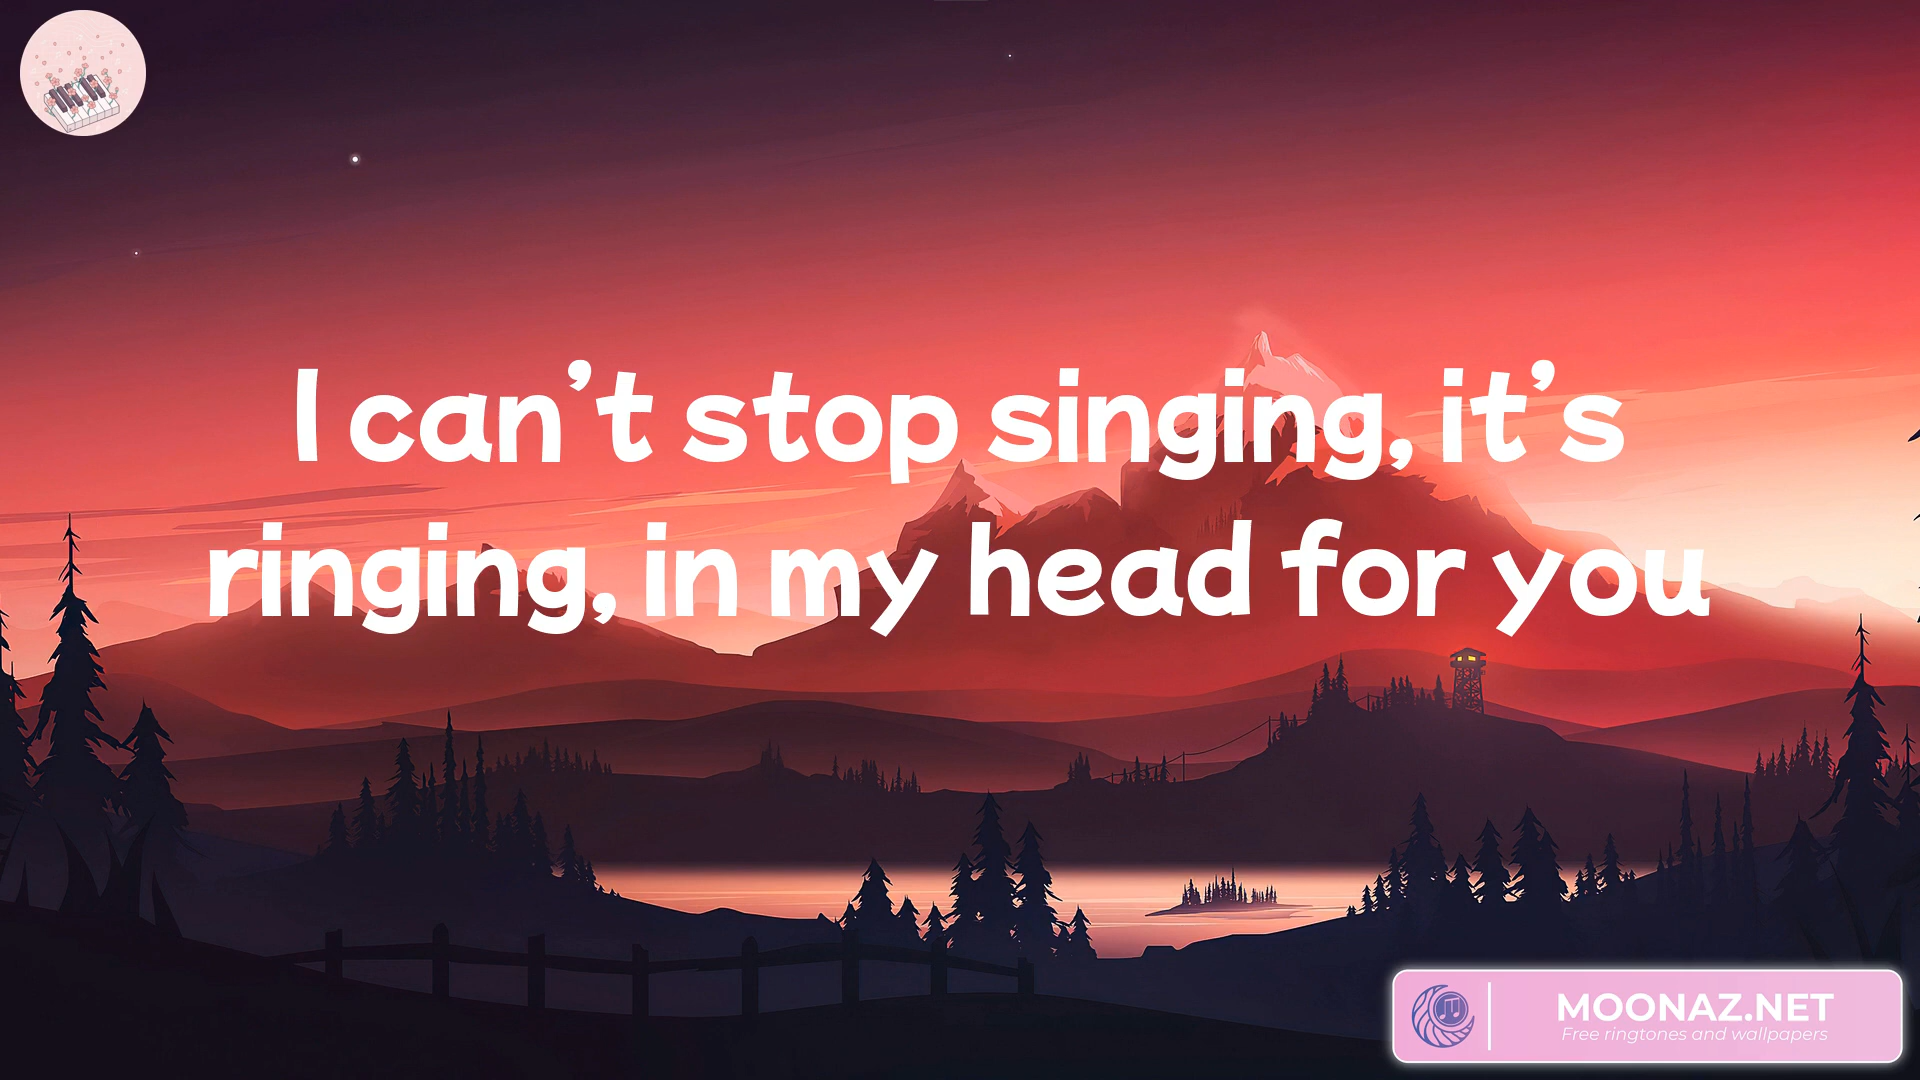 I can’t stop singing, it’s
ringing, in my head for you
MOONAZ.NET
Free ringtones and wallpapers